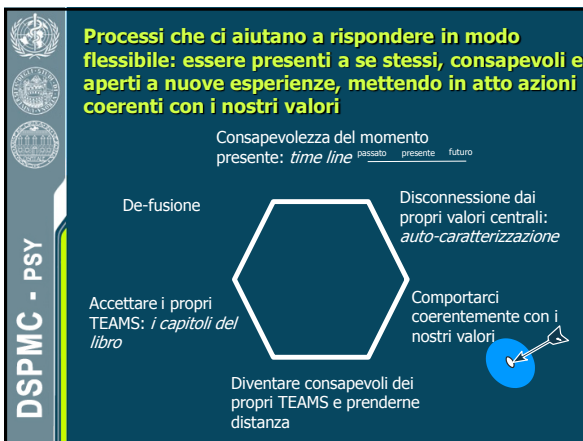 Processi che ci aiutano a rispondere in modo
flessibile: essere presenti a se stessi, consapevoli e
aperti a nuove esperienze, mettendo in atto azioni
coerenti con i nostri valori
Consapevolezza del momento
presente: time line passato presente futuro
De-fusione
Disconnessione dai
propri valori centrali:
auto-caratterizzazione
Accettare i propri
TEAMS: i capitoli del
libro
Comportarci
coerentemente con i
nostri valori
Diventare consapevoli dei
propri TEAMS e prenderne
distanza
DSPMC - PSY